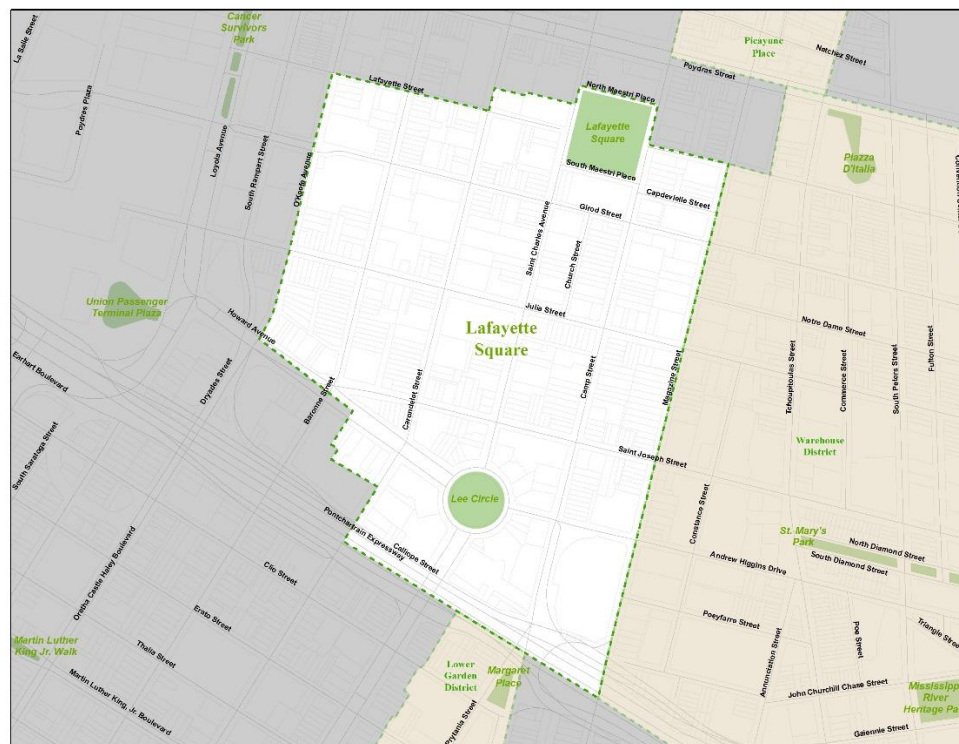 Cancer
Survivors
Park
La Salle Street
Poydras Plaza
Loyola Avenue
South Rampart Street
O'Keefe Avenue
Lafayette Street
North Maestri Place
Poydras Street
Picayune
Place
Natchez Street
Lafayette
Square
South Maestri Place
Capdevielle Street
Piazza
D'Italia
Girod Street
Saint Charles Avenue
Church Street
Julia Street
Union Passenger
Terminal Plaza
Howard Avenue
Lafayette
Square
Notre Dame Street
Tchoupitoulas Street
Commerce Street
South Peters Street
Fulton Street
Earhart Boulevard
Dryades Street
Baronne Street
Carondelet Street
Camp Street
Magazine Street
South Saratoga Street
Saint Joseph Street
Warehouse
District
Lee Circle
Constance Street
Pontchartrain Expressway
Calliope Street
St. Mary's
Park
North Diamond Street
South Diamond Street
Andrew Higgins Drive
Oretha Castle Haley Boulevard
Clio Street
Erato Street
Thalia Street
Martin Luther
King Jr. Walk
Martin Luther King, Jr. Boulevard
Poeyfarre Street
Annunciation Street
Poe Street
Triangle Stree
Lower
Garden
District
Margaret
Place
Prytania Street
John Churchill Chase Street
Mississipp
River
Heritage Pa
Gaiennie Street